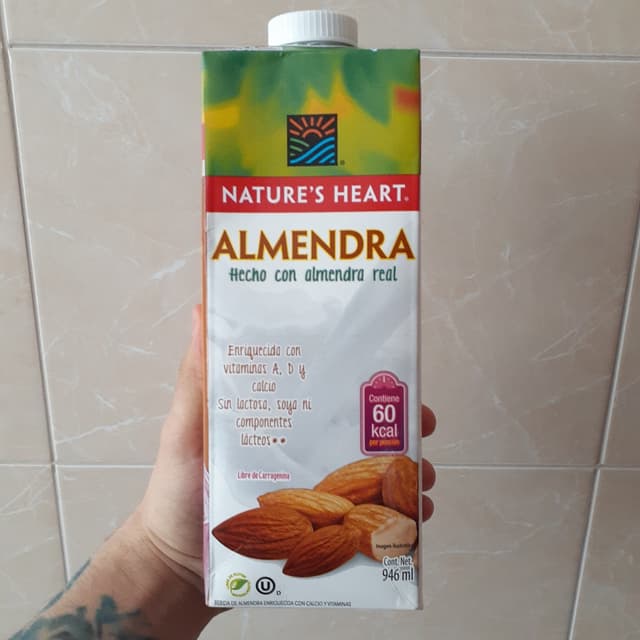 NATURE'S HEART®
ALMENDRA
Hecho con almendra real
Enriquecida con
vitaminas A, D y
calcio
Sin lactosa, soya ni
componentes
lácteos**
Contiene
60
kcal
por porción
Libre de Carragenina
Imagen Ilustrativa
Cont. Net.
946 ml
U D
BEBIDA DE ALMENDRA ENRIQUECIDA CON CALCIO Y VITAMINAS